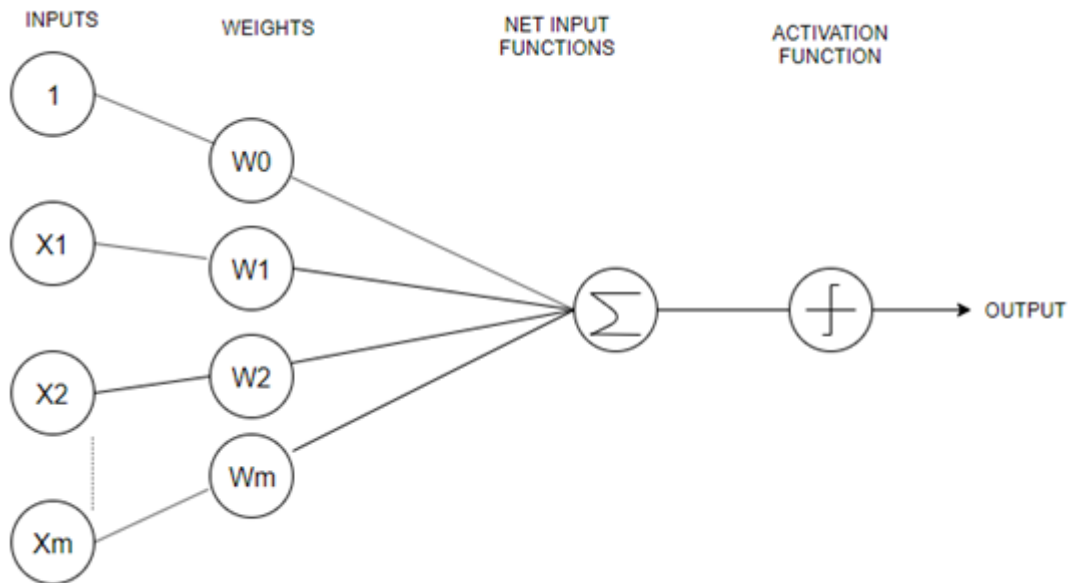 INPUTS
WEIGHTS
NET INPUT
FUNCTIONS
ACTIVATION
FUNCTION
1
W0
X1
W1
X2
W2
Xm
Wm
Σ
OUTPUT